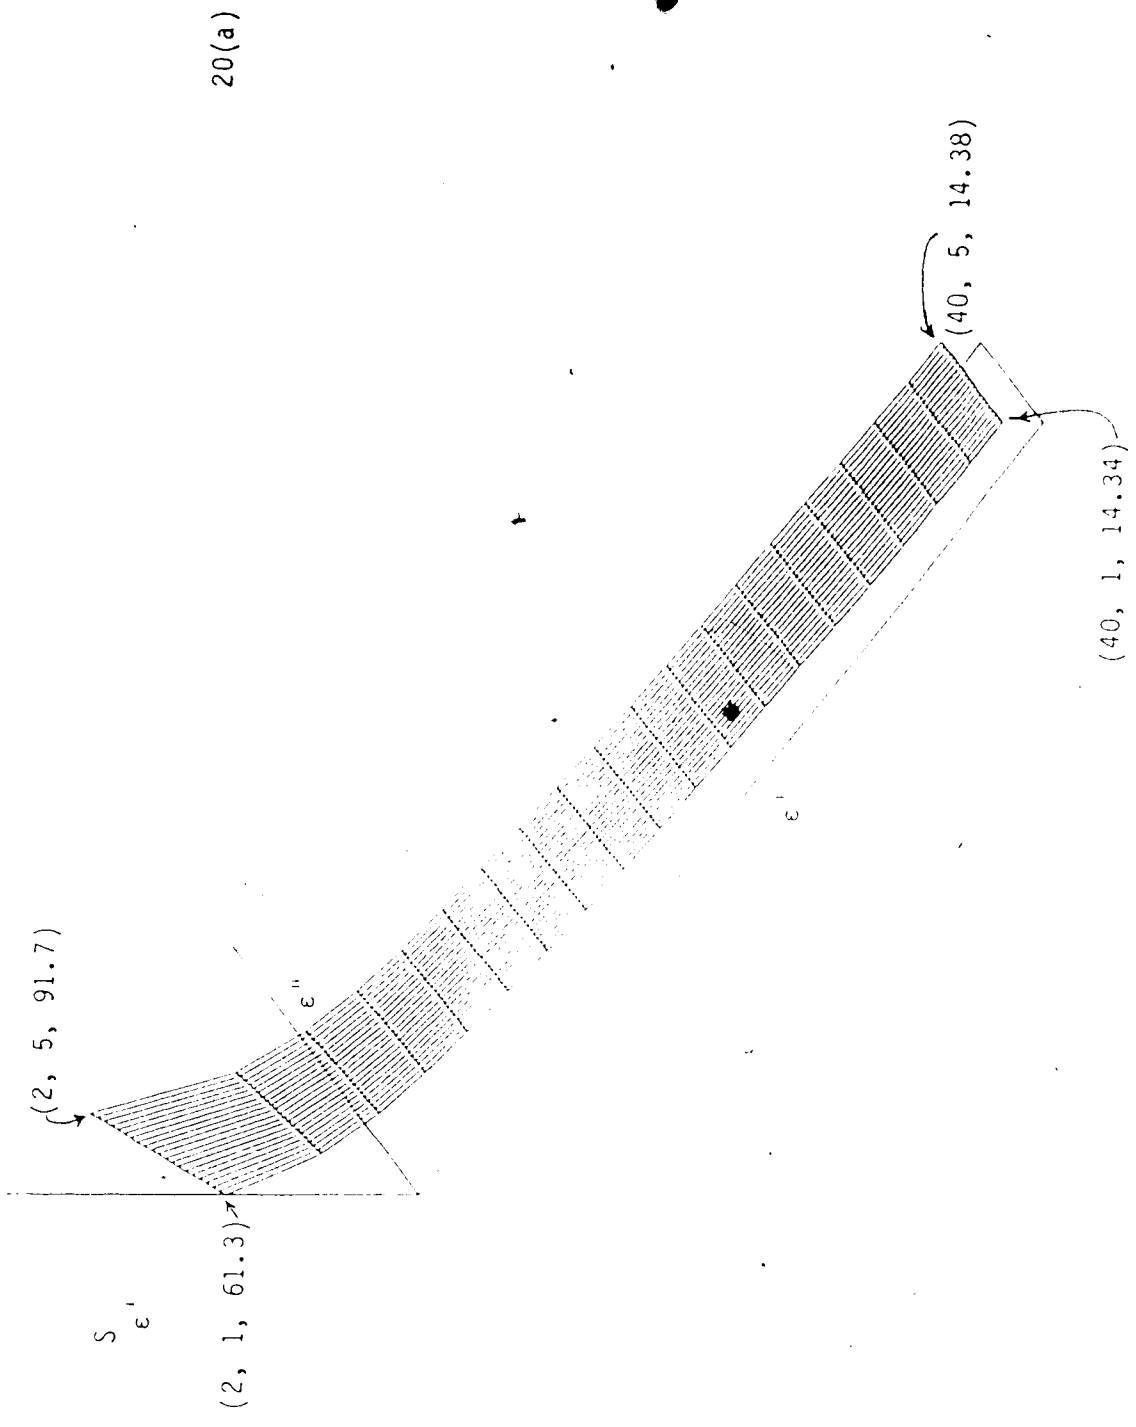 20(a)
(2, 5, 91.7)
S ε'
(2, 1, 61.3)
ε"
ε'
(40, 5, 14.38)
(40, 1, 14.34)